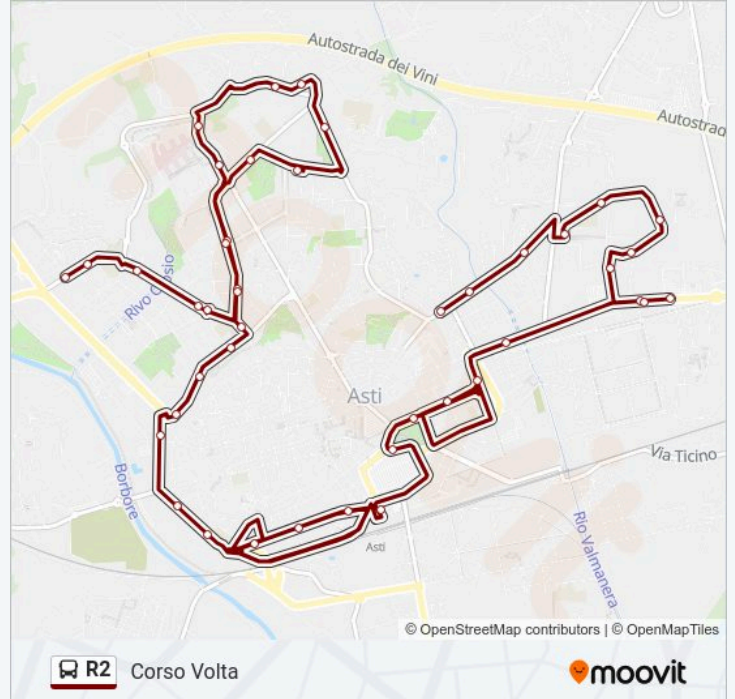 Autostrada dei Vini
Autostrad
Rivo Crosio
Asti
Via Ticino
Borbore
Rio Valmanera
Asti
© OpenStreetMap contributors | © OpenMapTiles
R2 Corso Volta
moovit